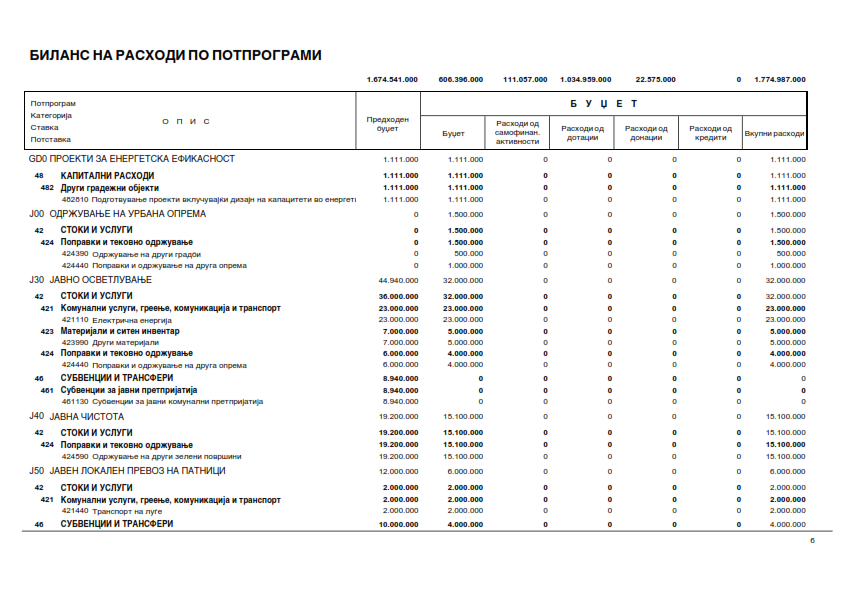 БИЛАНС НА РАСХОДИ ПО ПОТПРОГРАМИ
1.674.541.000 606.396.000 111.057.000 1.034.959.000 22.575.000 0 1.774.987.000
Потпрограм
Категорија
Ставка
Потставка
О П И С
Предходен буџет
Б У Џ Е Т
Буџет
Расходи од самофинан. активности
Расходи од дотации
Расходи од донации
Расходи од кредити
Вкупни расходи
GD0 ПРОЕКТИ ЗА ЕНЕРГЕТСКА ЕФИКАСНОСТ 1.111.000 1.111.000 0 0 0 0 1.111.000
48 КАПИТАЛНИ РАСХОДИ 1.111.000 1.111.000 0 0 0 0 1.111.000
482 Други градежни објекти 1.111.000 1.111.000 0 0 0 0 1.111.000
482810 Подготвување проекти вклучувајќи дизајн на капацитети во енергети 1.111.000 1.111.000 0 0 0 0 1.111.000
J00 ОДРЖУВАЊЕ НА УРБАНА ОПРЕМА 0 1.500.000 0 0 0 0 1.500.000
42 СТОКИ И УСЛУГИ 0 1.500.000 0 0 0 0 1.500.000
424 Поправки и тековно одржување 0 1.500.000 0 0 0 0 1.500.000
424390 Одржување на други градби 0 500.000 0 0 0 0 500.000
424440 Поправки и одржување на друга опрема 0 1.000.000 0 0 0 0 1.000.000
J30 ЈАВНО ОСВЕТЛУВАЊЕ 44.940.000 32.000.000 0 0 0 0 32.000.000
42 СТОКИ И УСЛУГИ 36.000.000 32.000.000 0 0 0 0 32.000.000
421 Комунални услуги, греење, комуникација и транспорт 23.000.000 23.000.000 0 0 0 0 23.000.000
421110 Електрична енергија 23.000.000 23.000.000 0 0 0 0 23.000.000
423 Материјали и ситен инвентар 7.000.000 5.000.000 0 0 0 0 5.000.000
423990 Други материјали 7.000.000 5.000.000 0 0 0 0 5.000.000
424 Поправки и тековно одржување 6.000.000 4.000.000 0 0 0 0 4.000.000
424440 Поправки и одржување на друга опрема 6.000.000 4.000.000 0 0 0 0 4.000.000
46 СУБВЕНЦИИ И ТРАНСФЕРИ 8.940.000 0 0 0 0 0 0
461 Субвенции за јавни претпријатија 8.940.000 0 0 0 0 0 0
461130 Субвенции за јавни комунални претпријатија 8.940.000 0 0 0 0 0 0
J40 ЈАВНА ЧИСТОТА 19.200.000 15.100.000 0 0 0 0 15.100.000
42 СТОКИ И УСЛУГИ 19.200.000 15.100.000 0 0 0 0 15.100.000
424 Поправки и тековно одржување 19.200.000 15.100.000 0 0 0 0 15.100.000
424590 Одржување на други зелени површини 19.200.000 15.100.000 0 0 0 0 15.100.000
J50 ЈАВЕН ЛОКАЛЕН ПРЕВОЗ НА ПАТНИЦИ 12.000.000 6.000.000 0 0 0 0 6.000.000
42 СТОКИ И УСЛУГИ 2.000.000 2.000.000 0 0 0 0 2.000.000
421 Комунални услуги, греење, комуникација и транспорт 2.000.000 2.000.000 0 0 0 0 2.000.000
421440 Транспорт на луѓе 2.000.000 2.000.000 0 0 0 0 2.000.000
46 СУБВЕНЦИИ И ТРАНСФЕРИ 10.000.000 4.000.000 0 0 0 0 4.000.000
6